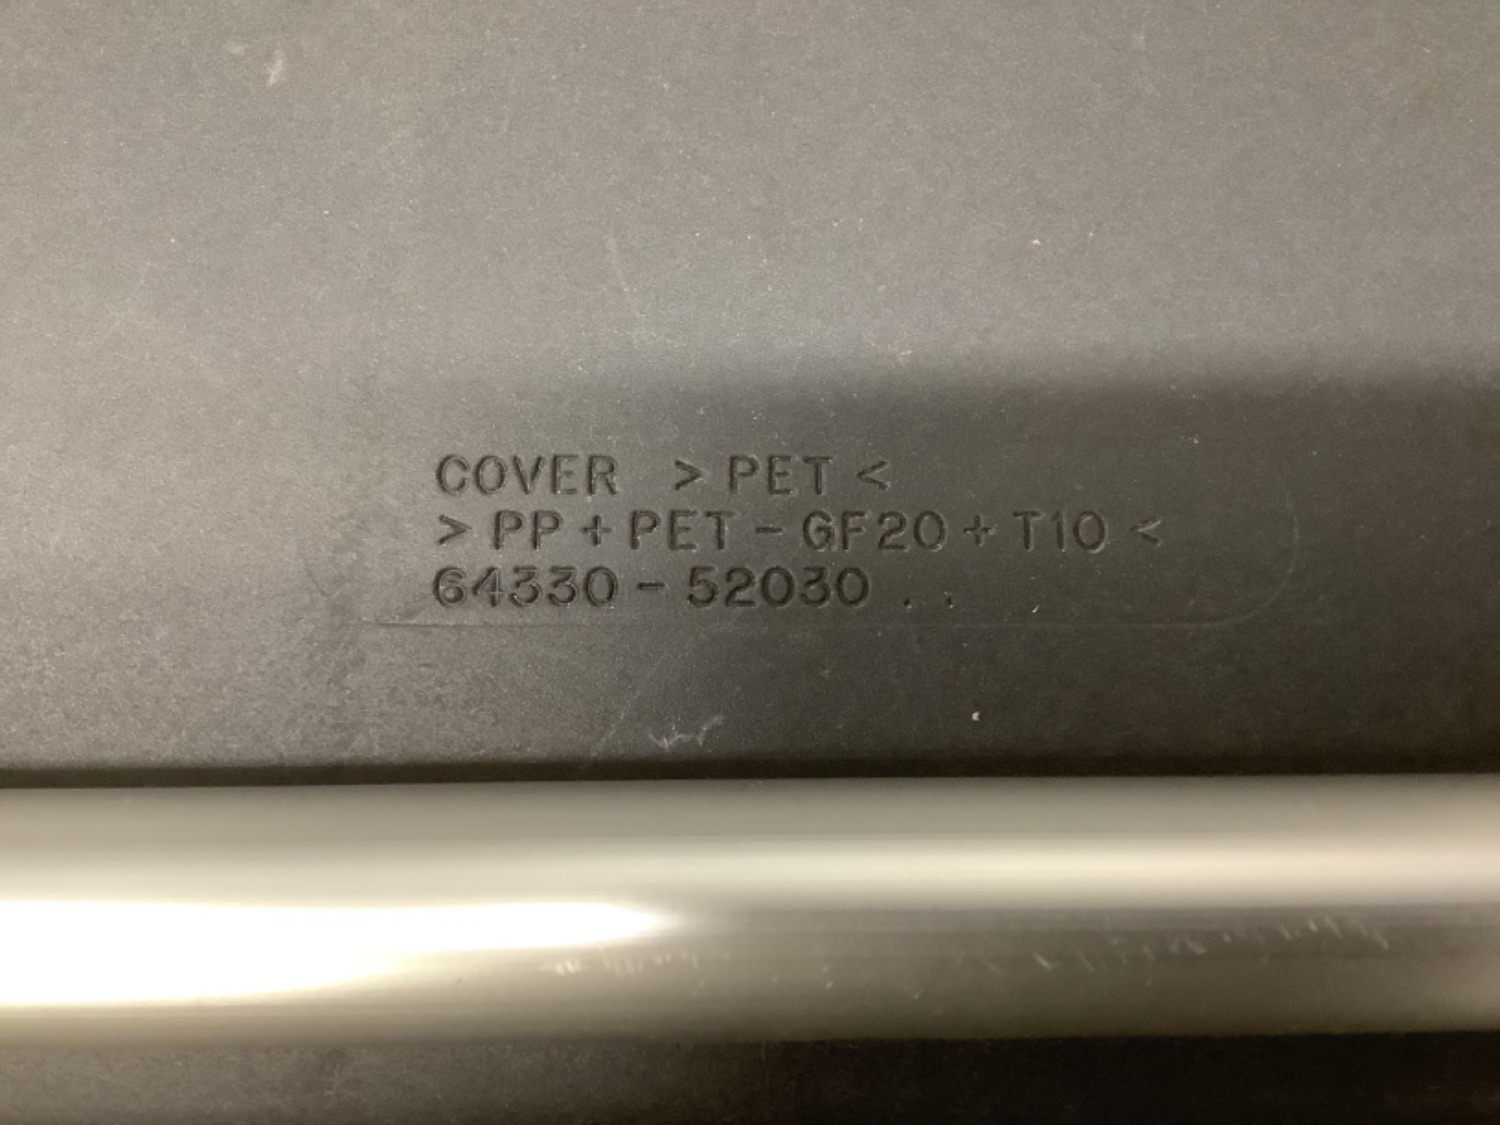 COVER >PET<
>PP+PET-GF20+T10<
64330-52030 ..